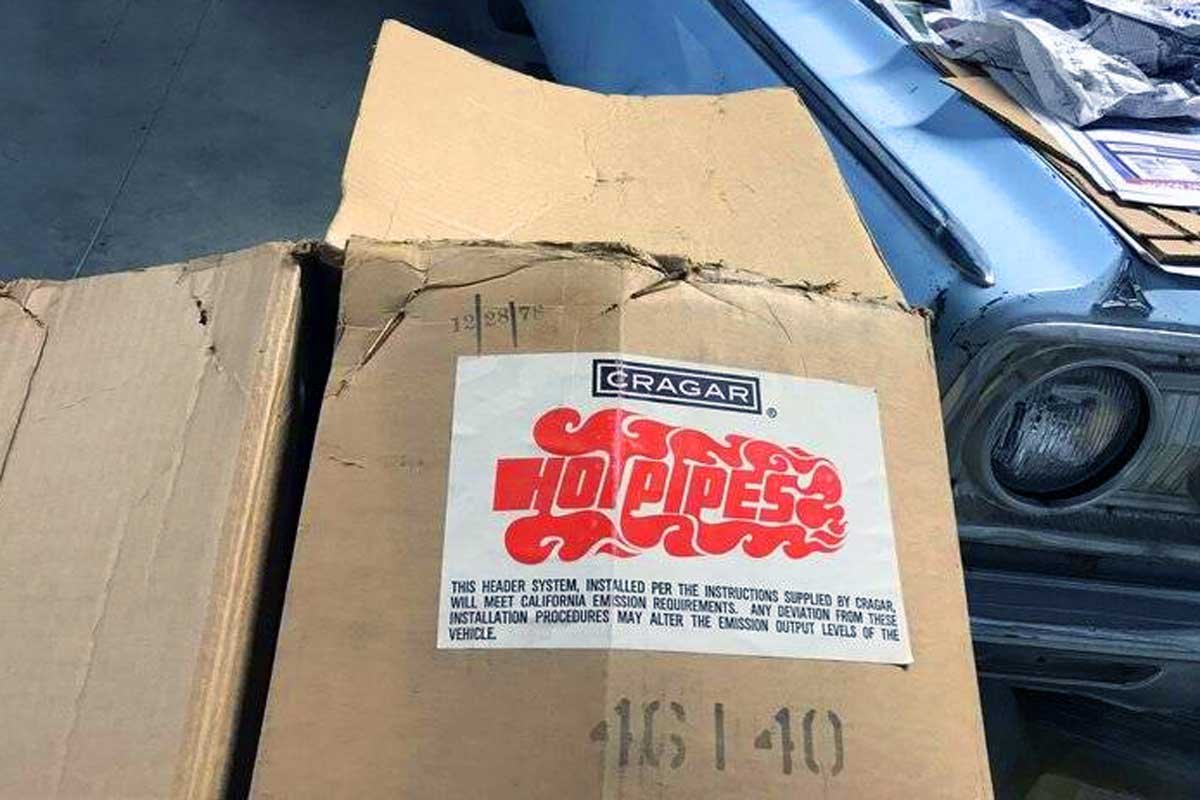 12 28 78
CRAGAR®
HOT PIPES
THIS HEADER SYSTEM, INSTALLED PER THE INSTRUCTIONS SUPPLIED BY CRAGAR,
WILL MEET CALIFORNIA EMISSION REQUIREMENTS. ANY DEVIATION FROM THESE
INSTALLATION PROCEDURES MAY ALTER THE EMISSION OUTPUT LEVELS OF THE
VEHICLE.
16140